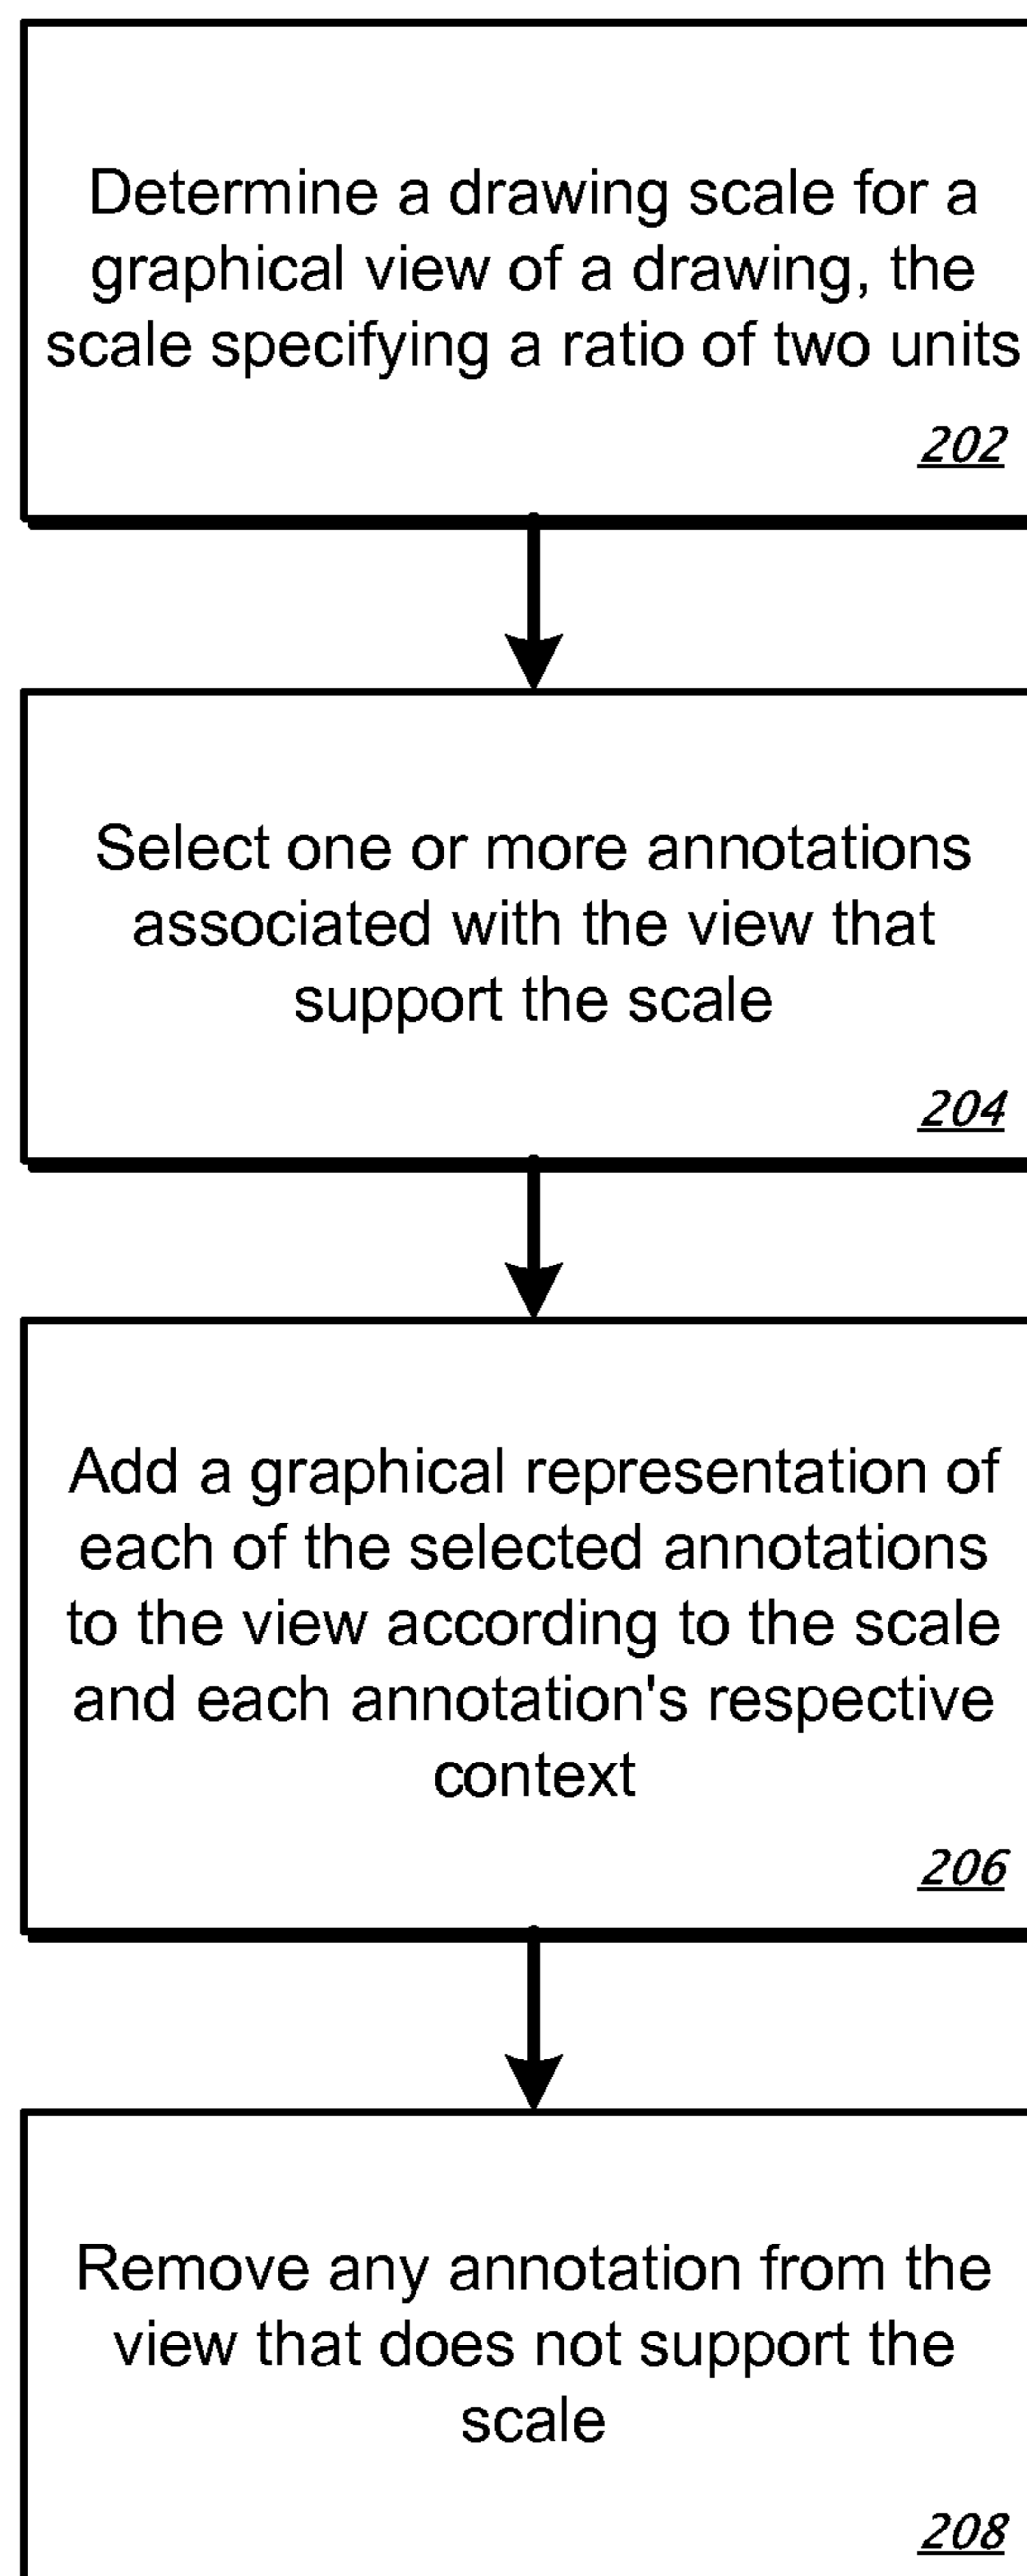 Determine a drawing scale for a
graphical view of a drawing, the
scale specifying a ratio of two units
202
Select one or more annotations
associated with the view that
support the scale
204
Add a graphical representation of
each of the selected annotations
to the view according to the scale
and each annotation's respective
context
206
Remove any annotation from the
view that does not support the
scale
208